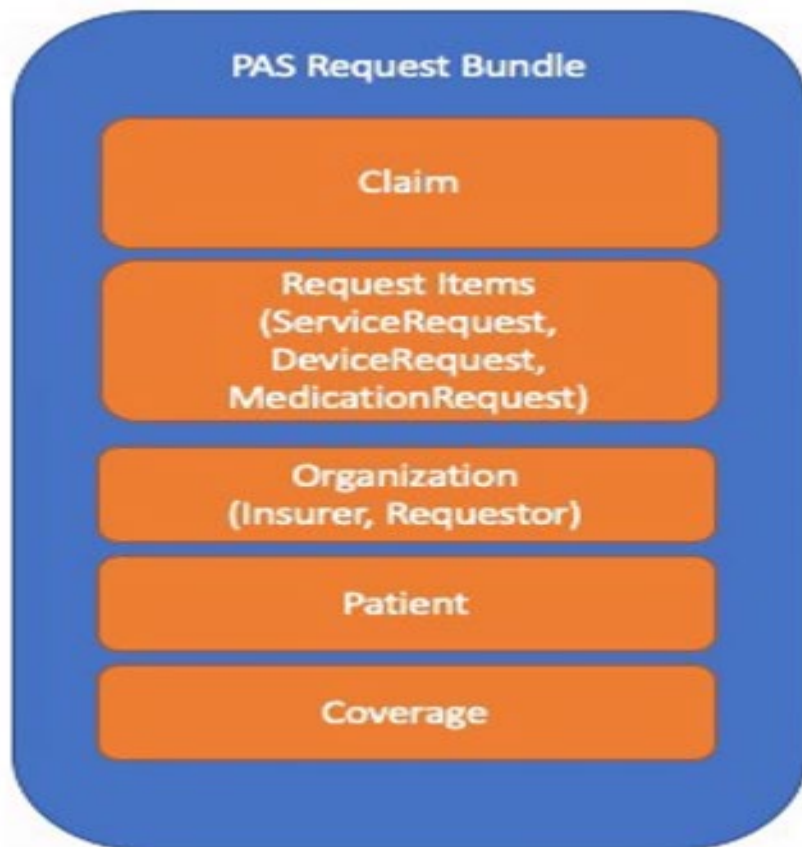 PAS Request Bundle
Claim
Request Items
(ServiceRequest,
DeviceRequest,
MedicationRequest)
Organization
(Insurer, Requestor)
Patient
Coverage